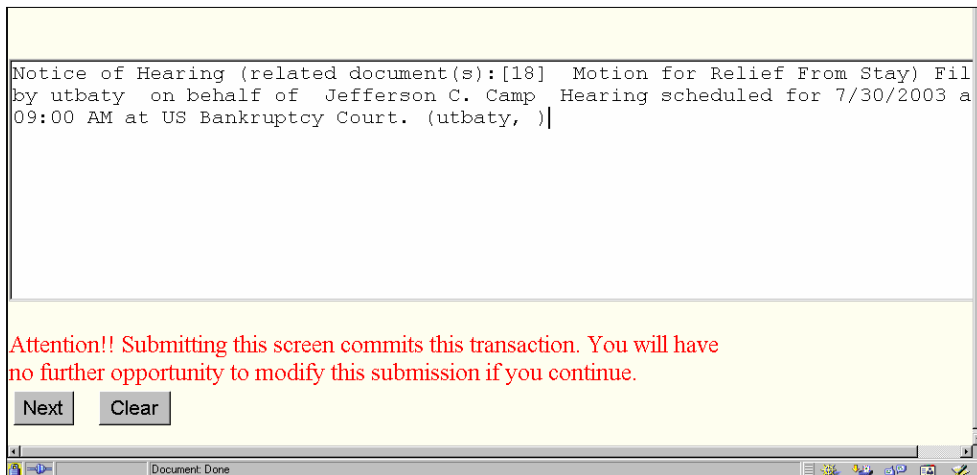 Notice of Hearing (related document(s):[18]  Motion for Relief From Stay) Fil
by utbaty  on behalf of  Jefferson C. Camp  Hearing scheduled for 7/30/2003 a
09:00 AM at US Bankruptcy Court. (utbaty, )
Attention!! Submitting this screen commits this transaction. You will have
no further opportunity to modify this submission if you continue.
Next Clear
Document: Done